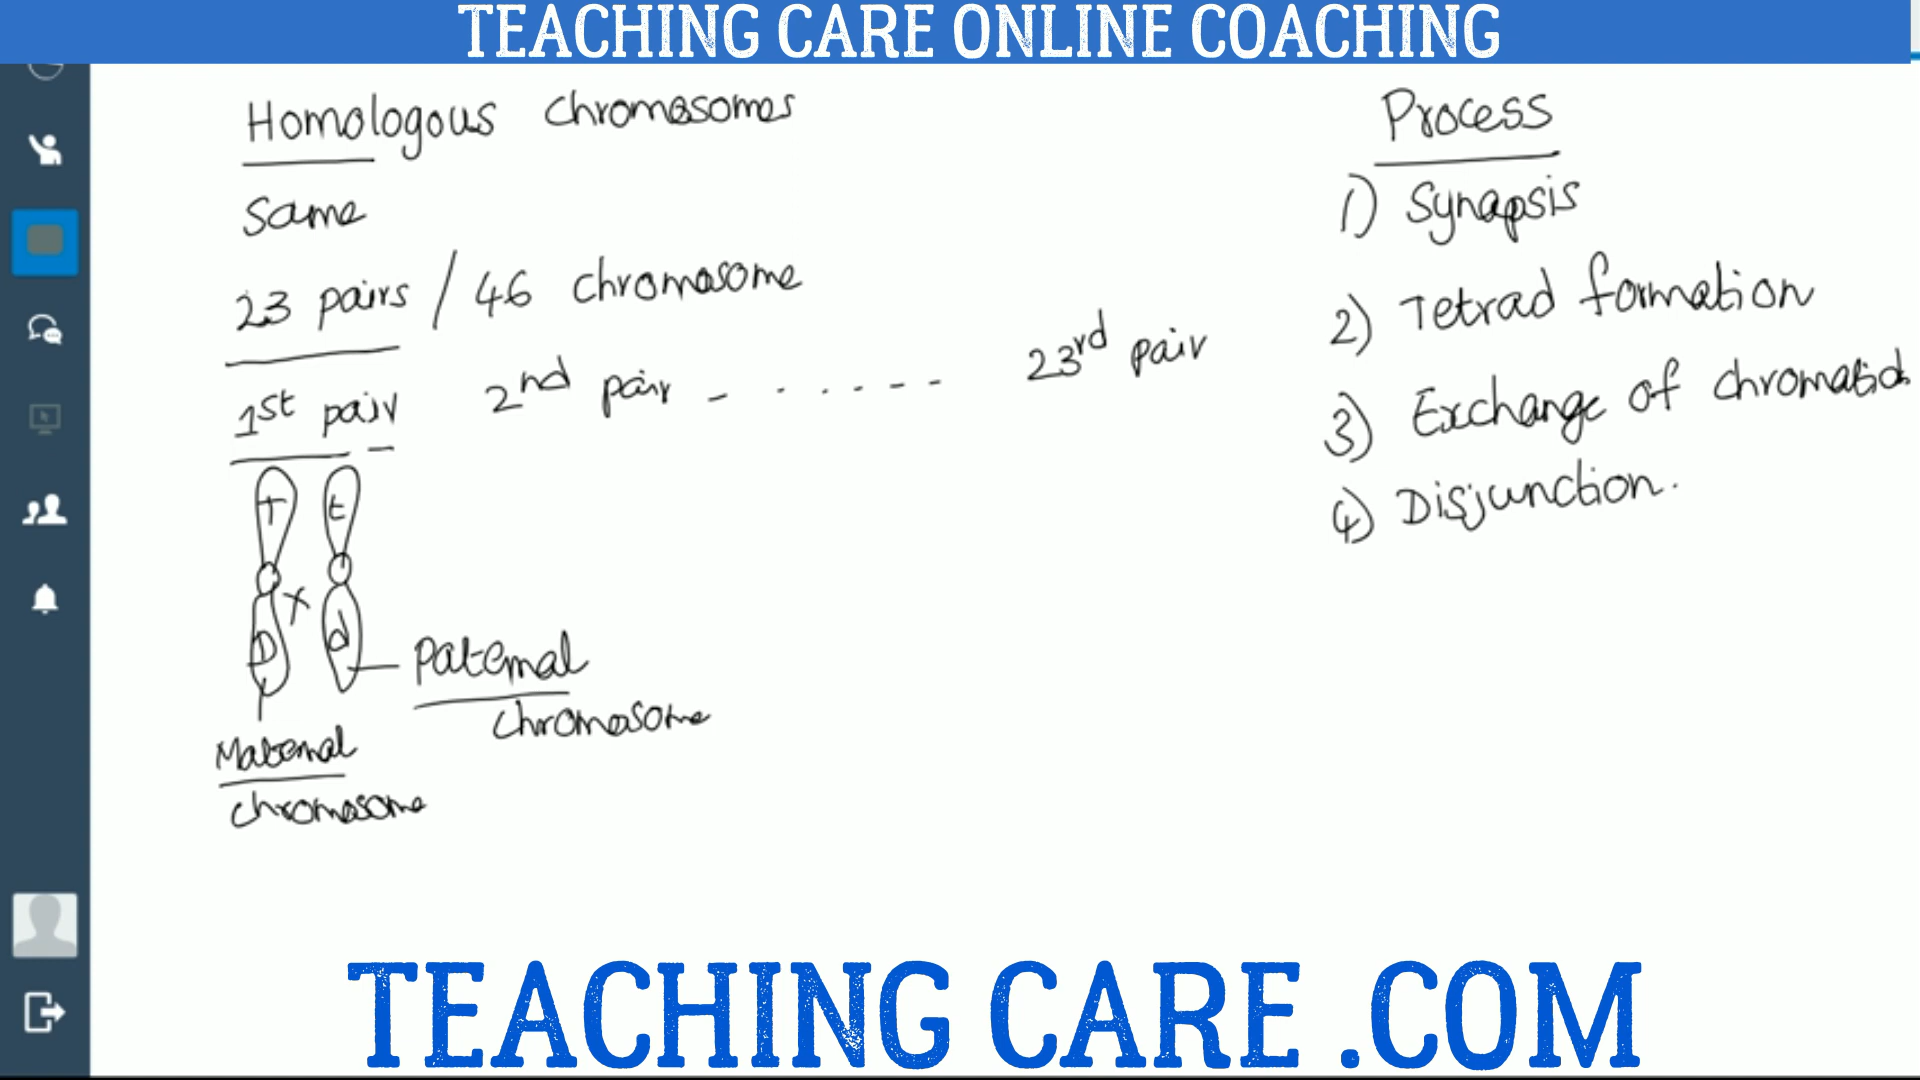 TEACHING CARE ONLINE COACHING
Homologous chromosomes
Same
23 pairs / 46 chromosome
1st pair 2nd pair - - - - - - - 23rd pair
T t
x
D d
Paternal
chromosome
Maternal
chromosome
Process
1) Synapsis
2) Tetrad formation
3) Exchange of chromatids
4) Disjunction.
TEACHING CARE .COM